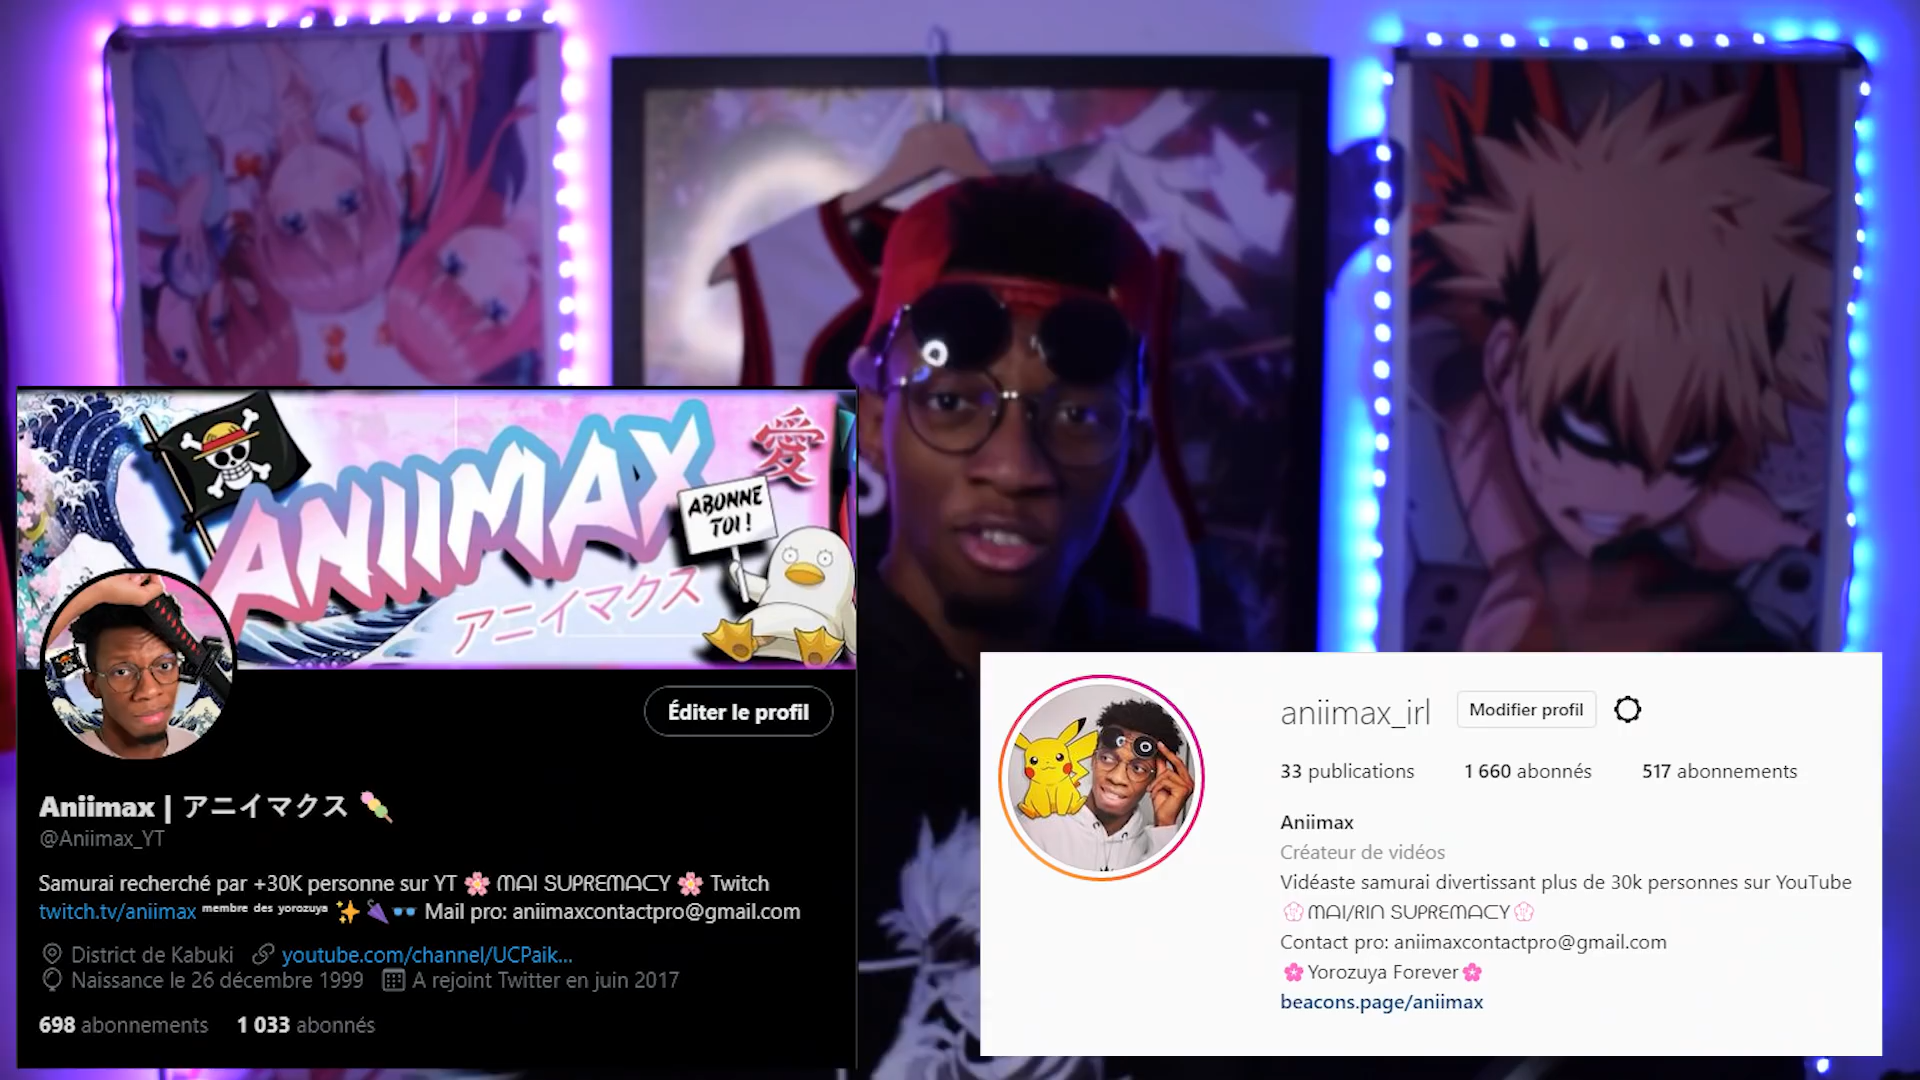 ANIIMAX
愛
ABONNE
TOI !
アニイマクス
Éditer le profil
Aniimax | アニイマクス
@Aniimax_YT
Samurai recherché par +30K personne sur YT 🌸 MAI SUPREMACY 🌸 Twitch
twitch.tv/aniimax ᵐᵉᵐᵇʳᵉ ᵈᵉˢ ʸᵒʳᵒᶻᵘʸᵃ ✨🌂👓 Mail pro: aniimaxcontactpro@gmail.com
District de Kabuki youtube.com/channel/UCPaik...
Naissance le 26 décembre 1999 A rejoint Twitter en juin 2017
698 abonnements 1 033 abonnés
aniimax_irl Modifier profil
33 publications 1 660 abonnés 517 abonnements
Aniimax
Créateur de vidéos
Vidéaste samurai divertissant plus de 30k personnes sur YouTube
💮MAI/RIN SUPREMACY💮
Contact pro: aniimaxcontactpro@gmail.com
🌸Yorozuya Forever🌸
beacons.page/aniimax